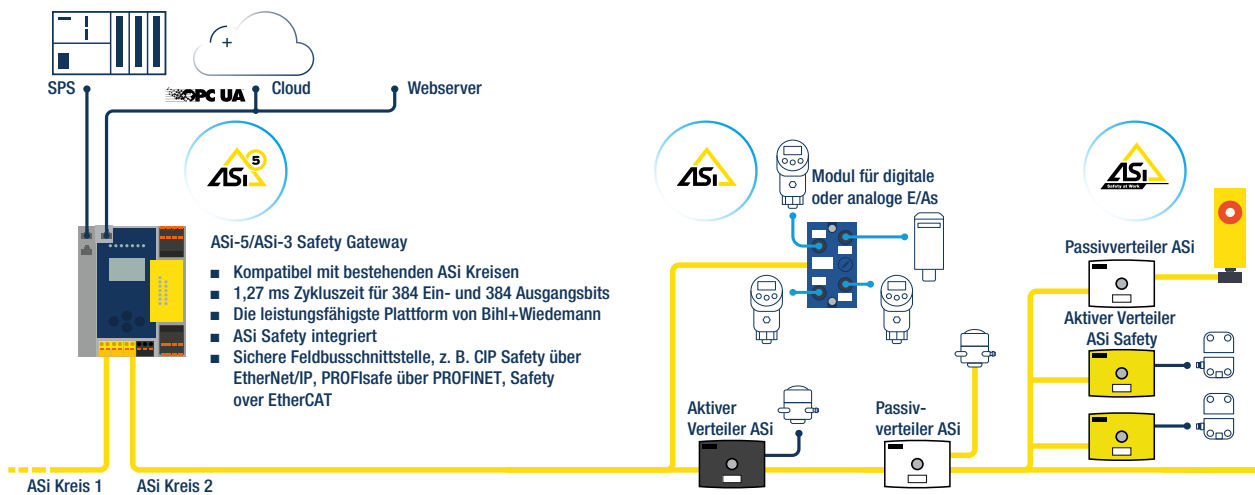 SPS
Cloud
Webserver
OPC UA
ASi 5
ASi-5/ASi-3 Safety Gateway
■ Kompatibel mit bestehenden ASi Kreisen
■ 1,27 ms Zykluszeit für 384 Ein- und 384 Ausgangsbits
■ Die leistungsfähigste Plattform von Bihl+Wiedemann
■ ASi Safety integriert
■ Sichere Feldbusschnittstelle, z. B. CIP Safety über
EtherNet/IP, PROFIsafe über PROFINET, Safety
over EtherCAT
ASi Kreis 1
ASi Kreis 2
ASi
Modul für digitale
oder analoge E/As
Aktiver
Verteiler ASi
Passiv-
verteiler ASi
ASi
Safety at Work
Passivverteiler ASi
Aktiver Verteiler
ASi Safety